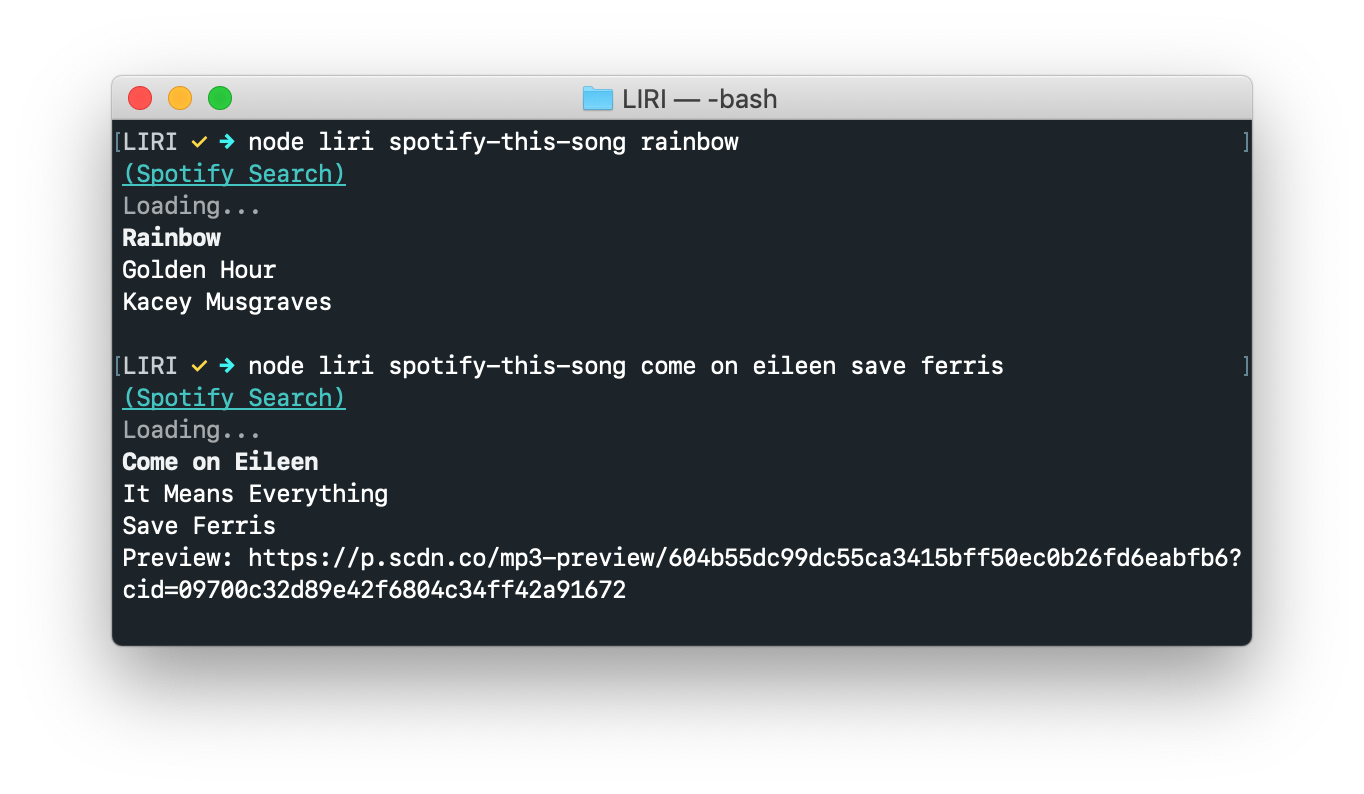 LIRI — -bash
[LIRI ✓ ➜ node liri spotify-this-song rainbow ]
(Spotify Search)
Loading...
Rainbow
Golden Hour
Kacey Musgraves
[LIRI ✓ ➜ node liri spotify-this-song come on eileen save ferris ]
(Spotify Search)
Loading...
Come on Eileen
It Means Everything
Save Ferris
Preview: https://p.scdn.co/mp3-preview/604b55dc99dc55ca3415bff50ec0b26fd6eabfb6?
cid=09700c32d89e42f6804c34ff42a91672